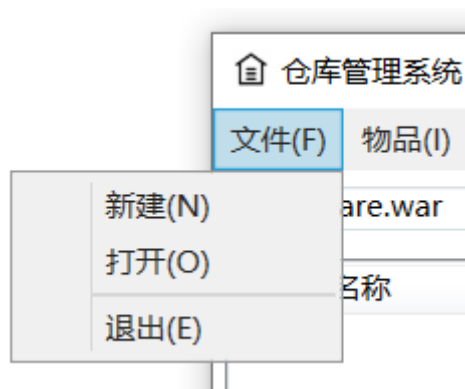 仓库管理系统
文件(F) 物品(I)
新建(N)
are.war
打开(O)
名称
退出(E)